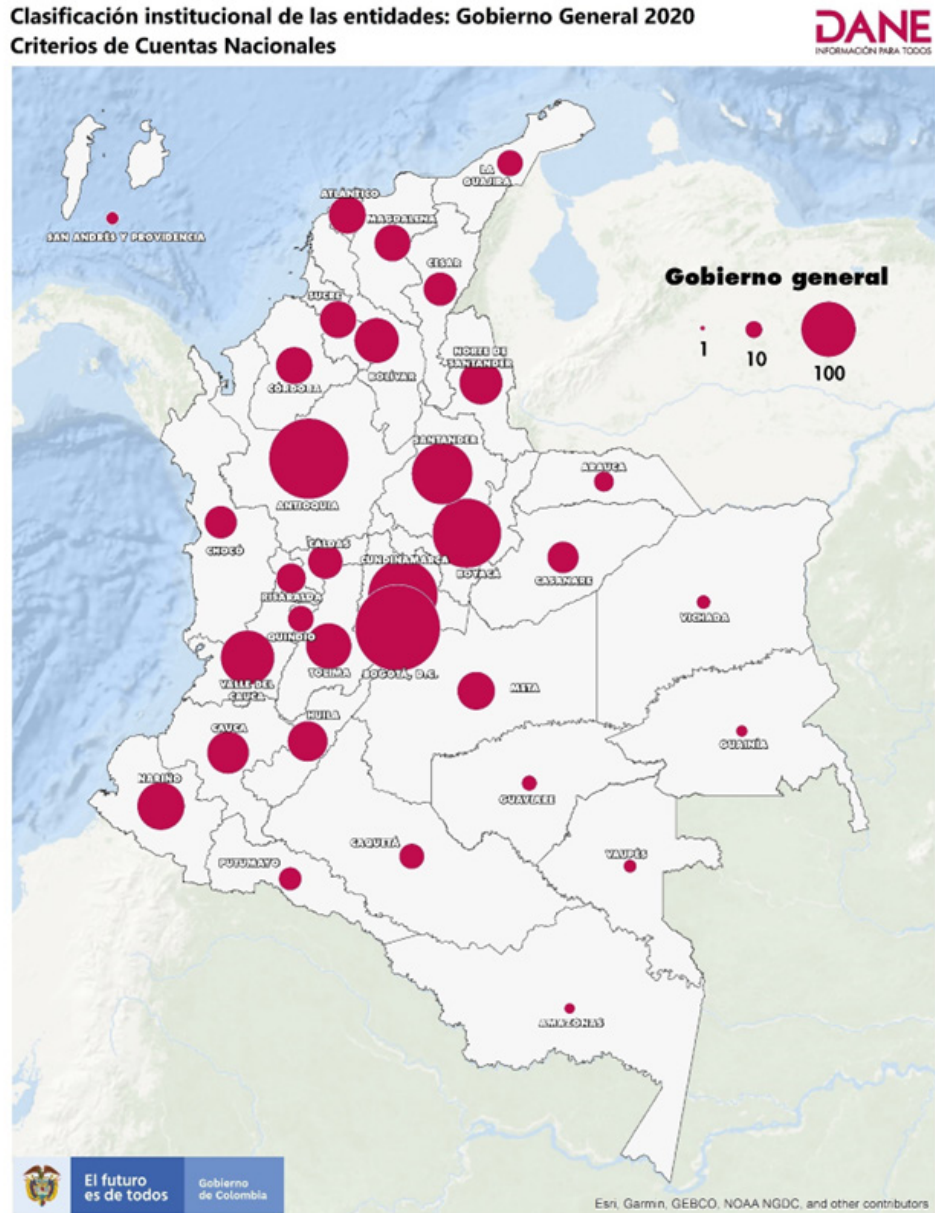 Clasificación institucional de las entidades: Gobierno General 2020
Criterios de Cuentas Nacionales
DANE
INFORMACIÓN PARA TODOS
LA
GUAJIRA
ATLÁNTICO
MAGDALENA
SAN ANDRÉS Y PROVIDENCIA
CESAR
Gobierno general
1
10
100
SUCRE
NORTE DE
SANTANDER
BOLÍVAR
CÓRDOBA
SANTANDER
ARAUCA
ANTIOQUIA
CHOCÓ
CALDAS
CUNDINAMARCA
BOYACÁ
CASANARE
RISARALDA
VICHADA
QUINDIO
TOLIMA
BOGOTÁ, D.C.
VALLE DEL
CAUCA
META
HUILA
CAUCA
GUAINÍA
NARIÑO
GUAVIARE
CAQUETÁ
VAUPÉS
PUTUMAYO
AMAZONAS
El futuro
es de todos
Gobierno
de Colombia
Esri, Garmin, GEBCO, NOAA NGDC, and other contributors